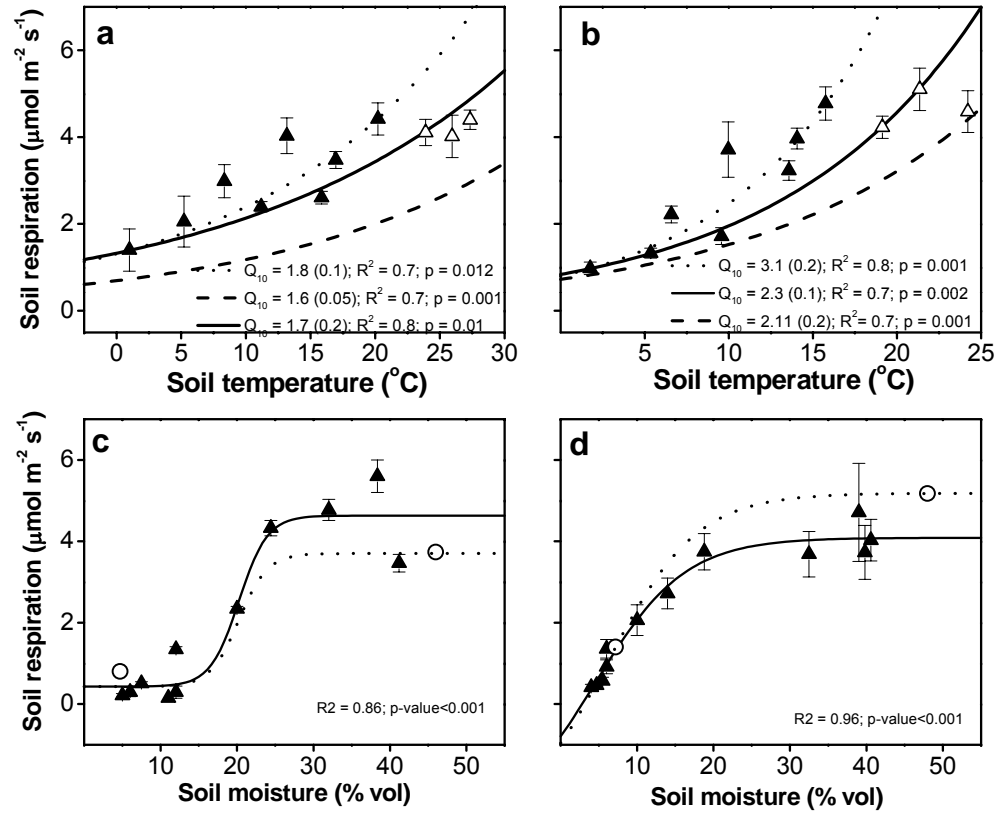 a
b
Soil respiration (μmol m⁻² s⁻¹)
6
4
2
0
Q₁₀ = 1.8 (0.1); R² = 0.7; p = 0.012
Q₁₀ = 1.6 (0.05); R² = 0.7; p = 0.001
Q₁₀ = 1.7 (0.2); R² = 0.8; p = 0.01
Q₁₀ = 3.1 (0.2); R² = 0.8; p = 0.001
Q₁₀ = 2.3 (0.1); R² = 0.7; p = 0.002
Q₁₀ = 2.11 (0.2); R² = 0.7; p = 0.001
0 5 10 15 20 25 30
0 5 10 15 20 25
Soil temperature (°C)
Soil temperature (°C)
c
d
Soil respiration (μmol m⁻² s⁻¹)
6
4
2
0
R2 = 0.86; p-value<0.001
R2 = 0.96; p-value<0.001
10 20 30 40 50
10 20 30 40 50
Soil moisture (% vol)
Soil moisture (% vol)